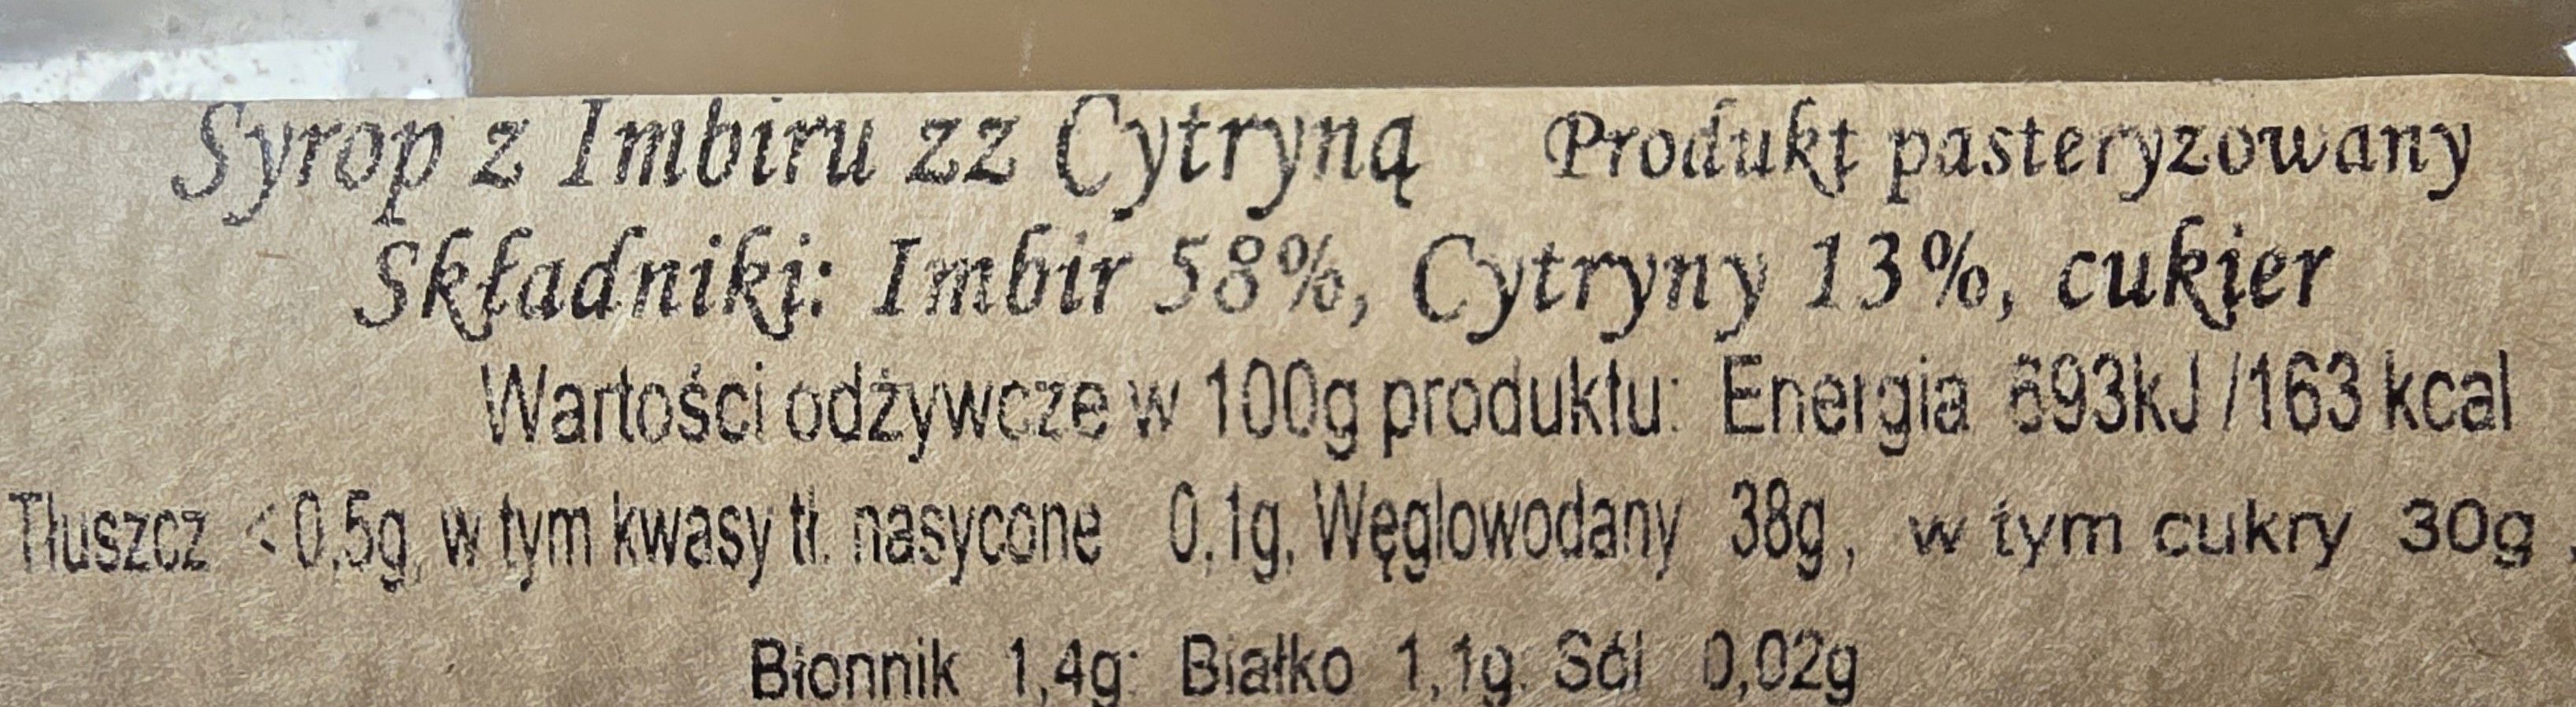 Syrop z Imbiru zz Cytryną Produkt pasteryzowany
Składniki: Imbir 58%, Cytryny 13%, cukier
Wartości odżywcze w 100g produktu: Energia 693kJ /163 kcal
Tłuszcz < 0,5g, w tym kwasy tł. nasycone 0,1g, Węglowodany 38g, w tym cukry 30g,
Błonnik 1,4g: Białko 1,1g. Sól 0,02g